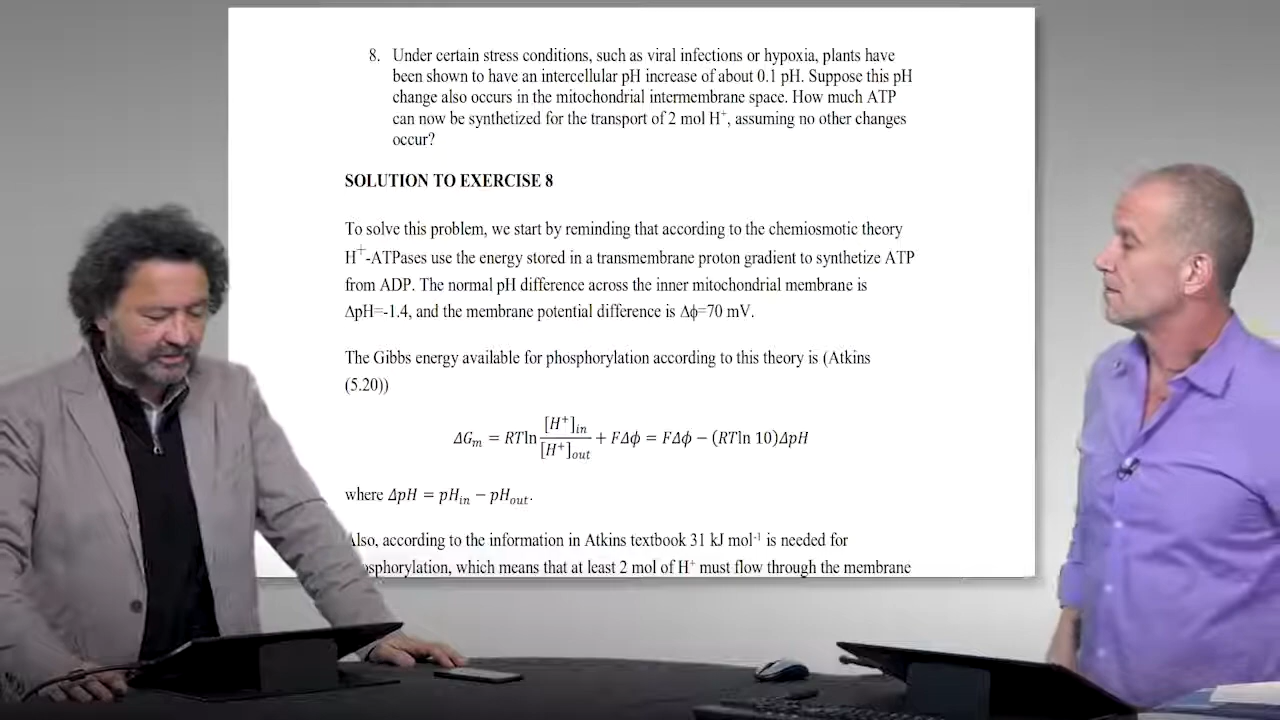 8. Under certain stress conditions, such as viral infections or hypoxia, plants have
been shown to have an intercellular pH increase of about 0.1 pH. Suppose this pH
change also occurs in the mitochondrial intermembrane space. How much ATP
can now be synthetized for the transport of 2 mol H⁺, assuming no other changes
occur?
SOLUTION TO EXERCISE 8
To solve this problem, we start by reminding that according to the chemiosmotic theory
H⁺-ATPases use the energy stored in a transmembrane proton gradient to synthetize ATP
from ADP. The normal pH difference across the inner mitochondrial membrane is
ΔpH=-1.4, and the membrane potential difference is Δϕ=70 mV.
The Gibbs energy available for phosphorylation according to this theory is (Atkins
(5.20))
ΔG_m = RTln [H⁺]_in / [H⁺]_out + FΔϕ = FΔϕ − (RTln 10)ΔpH
where ΔpH = pH_in − pH_out.
Also, according to the information in Atkins textbook 31 kJ mol⁻¹ is needed for
which means that at least 2 mol of H⁺ must flow through the membrane